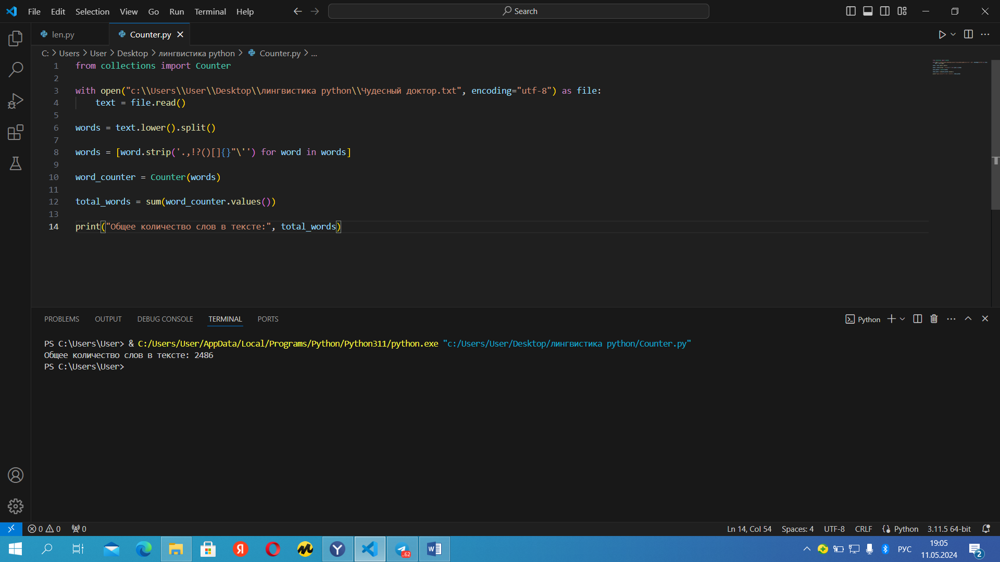 File Edit Selection View Go Run Terminal Help
Search
len.py
Counter.py
C: > Users > User > Desktop > лингвистика python > Counter.py > ...
1 from collections import Counter
2
3 with open("c:\\Users\\User\\Desktop\\лингвистика python\\Чудесный доктор.txt", encoding="utf-8") as file:
4 text = file.read()
5
6 words = text.lower().split()
7
8 words = [word.strip('.,!?()[]{}"\'') for word in words]
9
10 word_counter = Counter(words)
11
12 total_words = sum(word_counter.values())
13
14 print("Общее количество слов в тексте:", total_words)
PROBLEMS OUTPUT DEBUG CONSOLE TERMINAL PORTS
Python
PS C:\Users\User> & C:/Users/User/AppData/Local/Programs/Python/Python311/python.exe "c:/Users/User/Desktop/лингвистика python/Counter.py"
Общее количество слов в тексте: 2486
PS C:\Users\User>
0 0 0
Ln 14, Col 54 Spaces: 4 UTF-8 CRLF Python 3.11.5 64-bit
Я
..62
РУС
19:05
11.05.2024
2